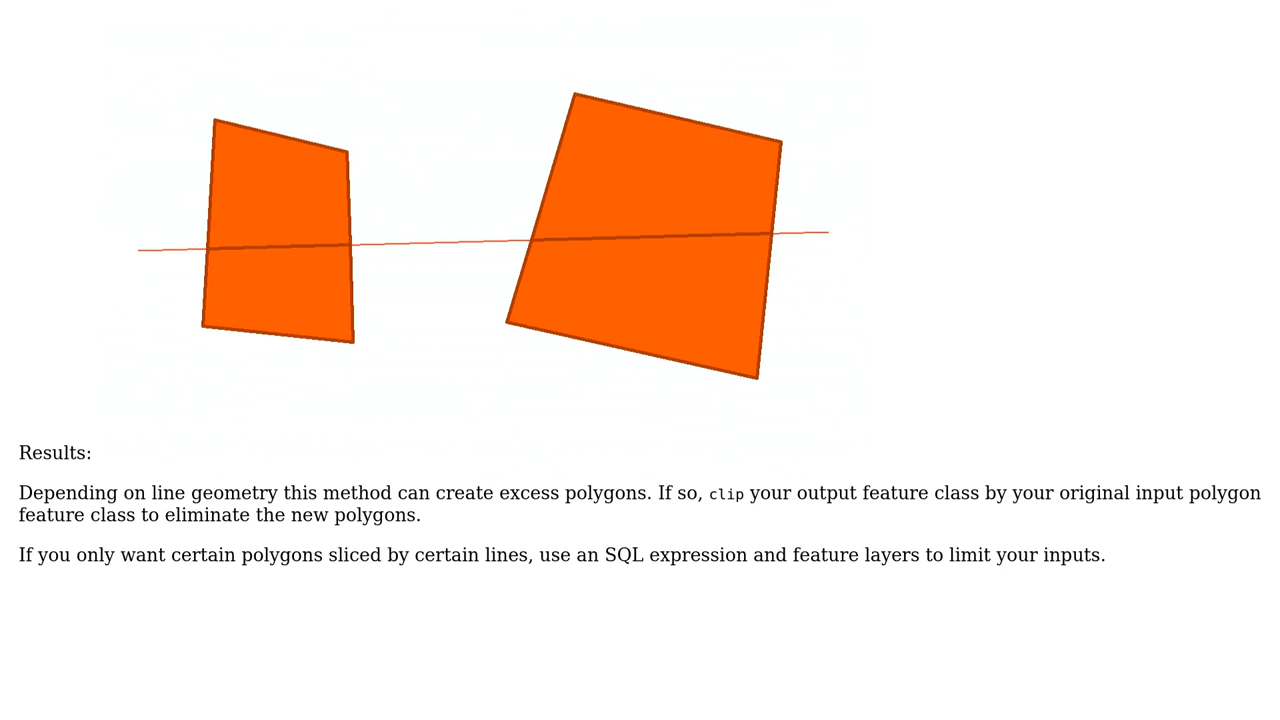 Results:
Depending on line geometry this method can create excess polygons. If so, clip your output feature class by your original input polygon
feature class to eliminate the new polygons.
If you only want certain polygons sliced by certain lines, use an SQL expression and feature layers to limit your inputs.